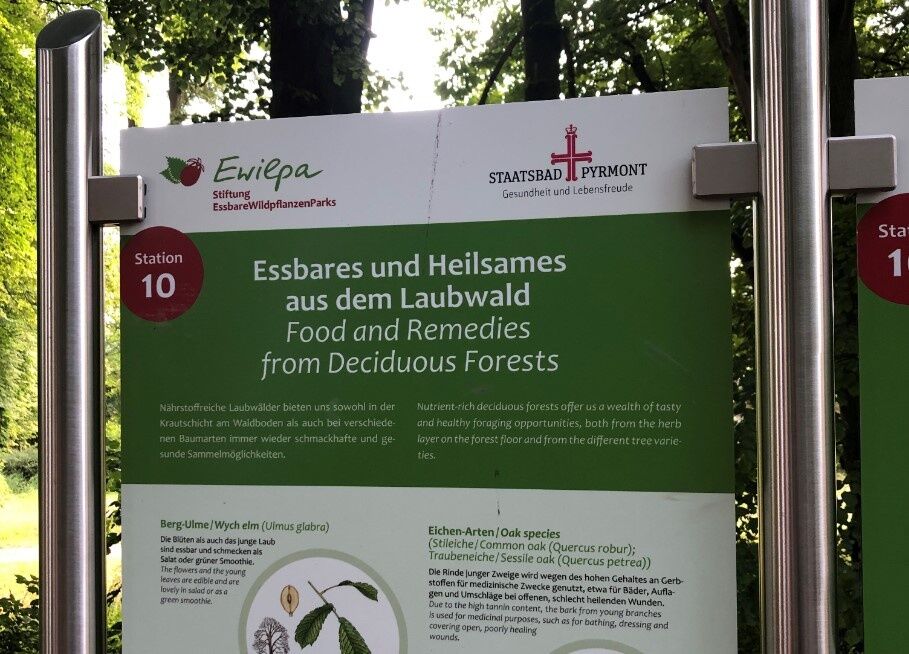 Ewilpa
Stiftung
EssbareWildpflanzenParks
STAATSBAD PYRMONT
Gesundheit und Lebensfreude
Station
10
Essbares und Heilsames
aus dem Laubwald
Food and Remedies
from Deciduous Forests
Nährstoffreiche Laubwälder bieten uns sowohl in der
Krautschicht am Waldboden als auch bei verschiede-
nen Baumarten immer wieder schmackhafte und ge-
sunde Sammelmöglichkeiten.
Nutrient-rich deciduous forests offer us a wealth of tasty
and healthy foraging opportunities, both from the herb
layer on the forest floor and from the different tree varie-
ties.
Berg-Ulme/Wych elm (Ulmus glabra)
Die Blüten als auch das junge Laub
sind essbar und schmecken als
Salat oder grüner Smoothie.
The flowers and the young
leaves are edible and are
lovely in salad or as a
green smoothie.
Eichen-Arten/Oak species
(Stileiche/Common oak (Quercus robur);
Traubeneiche/Sessile oak (Quercus petrea))
Die Rinde junger Zweige wird wegen des hohen Gehaltes an Gerb-
stoffen für medizinische Zwecke genutzt, etwa für Bäder, Aufla-
gen und Umschläge bei offenen, schlecht heilenden Wunden.
Due to the high tannin content, the bark from young branches
is used for medicinal purposes, such as for bathing, dressing and
covering open, poorly healing
wounds.
Sta
1